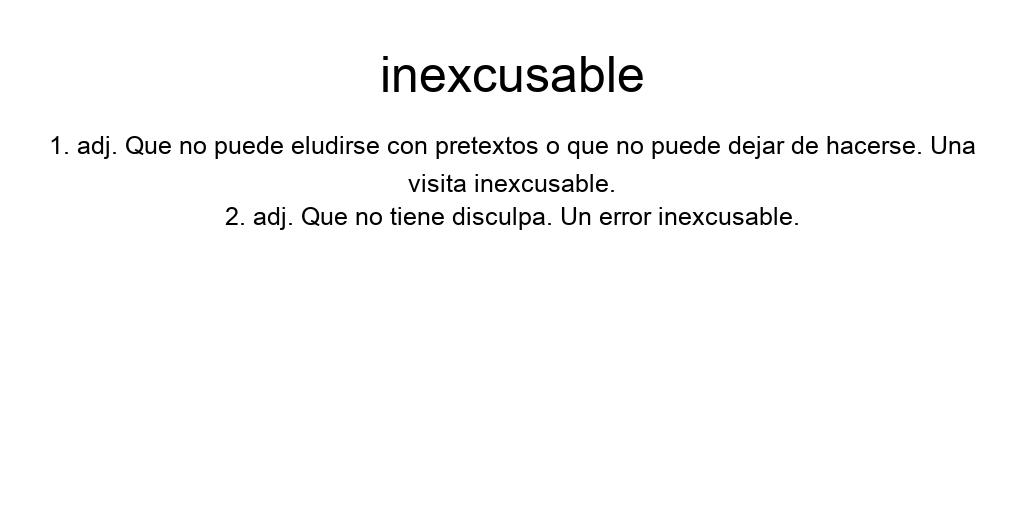 inexcusable
1. adj. Que no puede eludirse con pretextos o que no puede dejar de hacerse. Una
visita inexcusable.
2. adj. Que no tiene disculpa. Un error inexcusable.